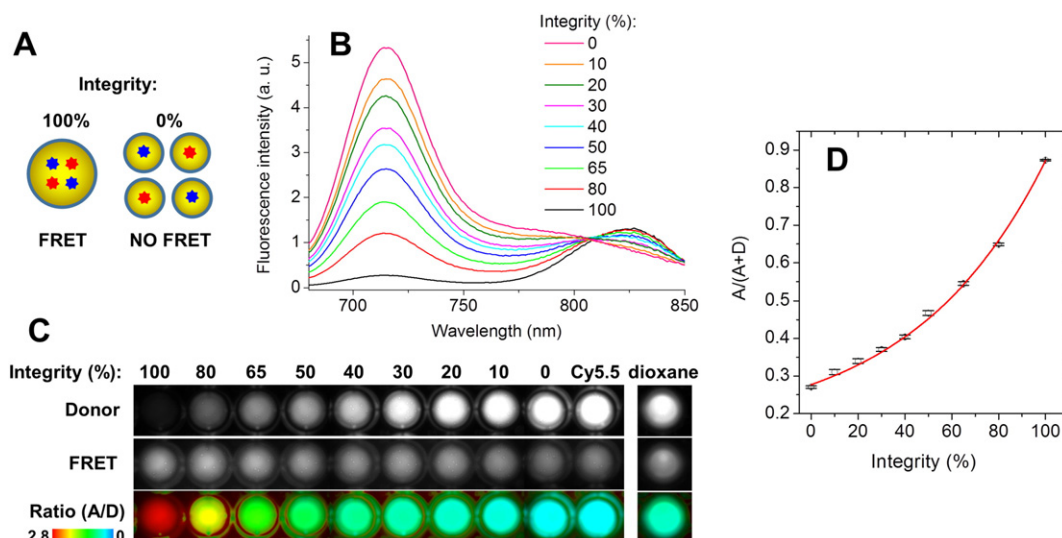 A
Integrity:
100% 0%
FRET NO FRET
B
Integrity (%):
0
10
20
30
40
50
65
80
100
Fluorescence intensity (a. u.)
5
4
3
2
1
0
700 750 800 850
Wavelength (nm)
C
Integrity (%): 100 80 65 50 40 30 20 10 0 Cy5.5 dioxane
Donor
FRET
Ratio (A/D)
2.8 0
D
A/(A+D)
0.9
0.8
0.7
0.6
0.5
0.4
0.3
0.2
0 20 40 60 80 100
Integrity (%)